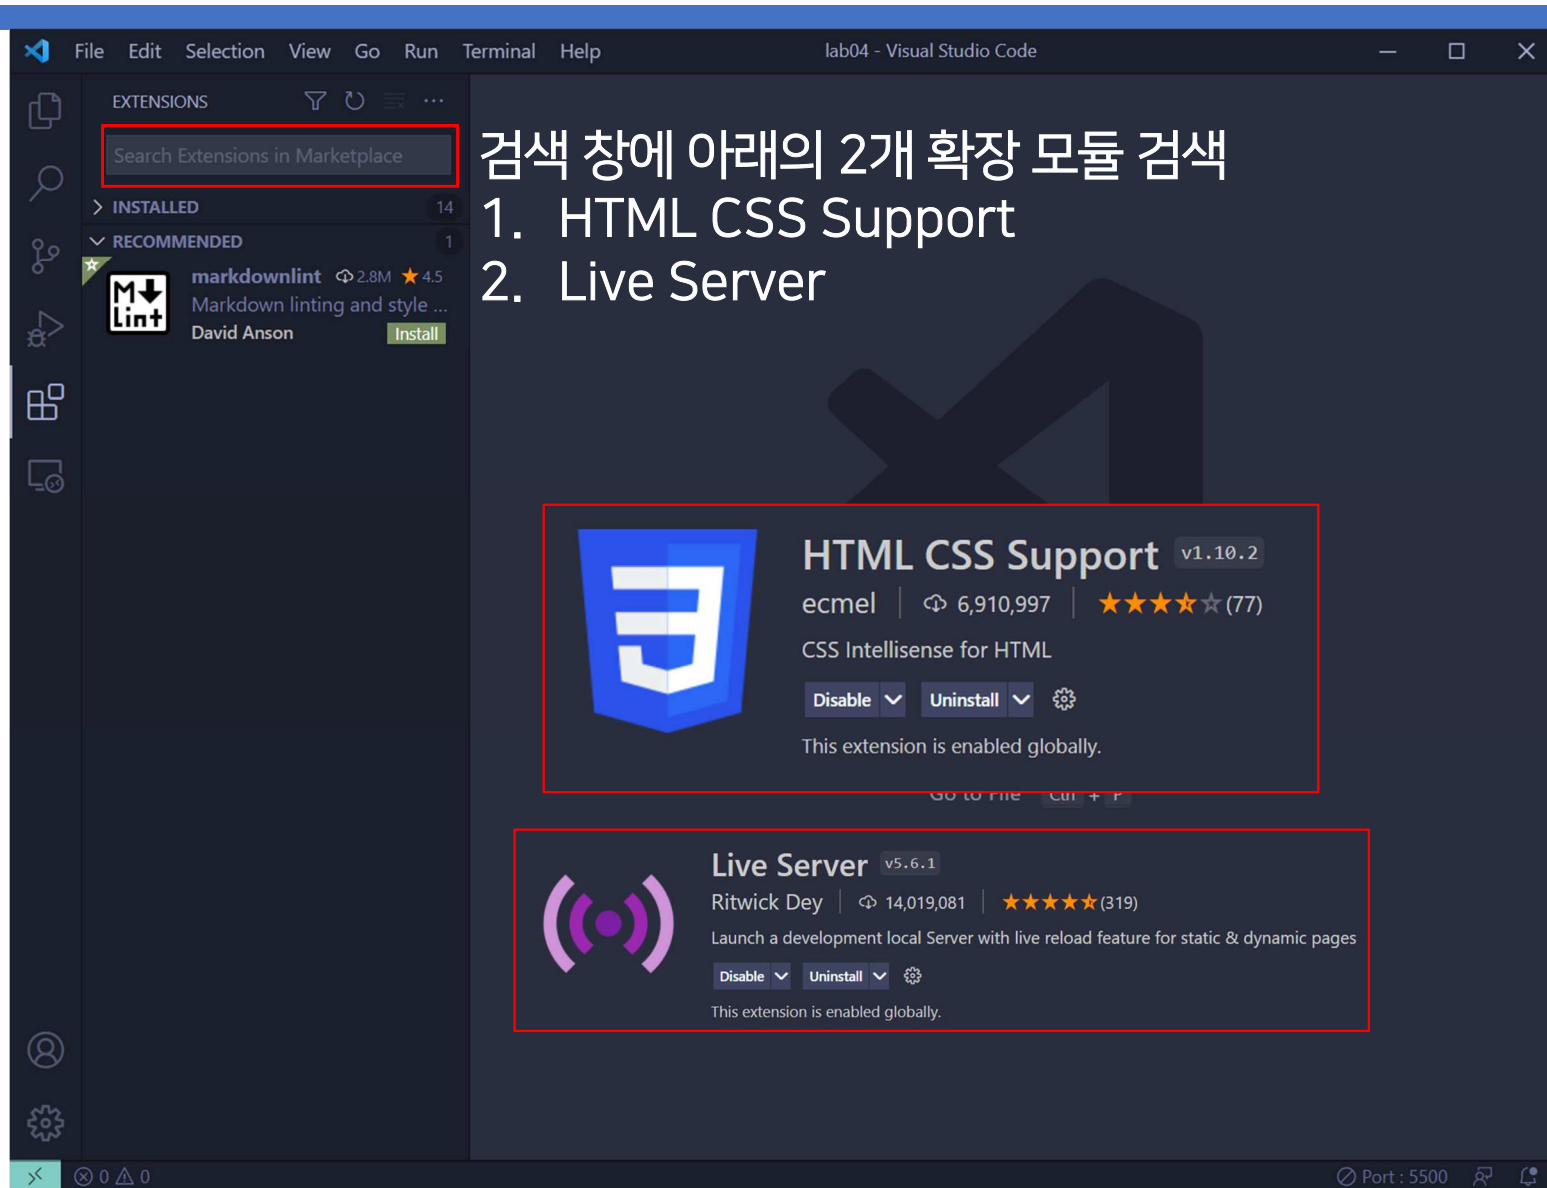 File Edit Selection View Go Run Terminal Help lab04 - Visual Studio Code
EXTENSIONS
Search Extensions in Marketplace
INSTALLED 14
RECOMMENDED 1
M Lint
markdownlint 2.8M 4.5
Markdown linting and style ...
David Anson Install
검색 창에 아래의 2개 확장 모듈 검색
1. HTML CSS Support
2. Live Server
HTML CSS Support v1.10.2
ecmel 6,910,997 (77)
CSS Intellisense for HTML
Disable Uninstall
This extension is enabled globally.
Go to File Ctrl + P
Live Server v5.6.1
Ritwick Dey 14,019,081 (319)
Launch a development local Server with live reload feature for static & dynamic pages
Disable Uninstall
This extension is enabled globally.
0 0 Port : 5500